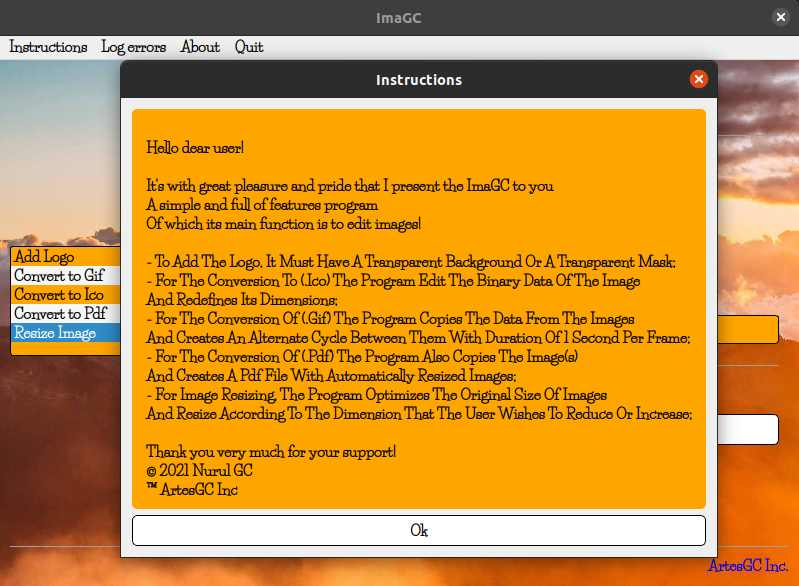 ImaGC
Instructions Log errors About Quit
Instructions
Hello dear user!
It's with great pleasure and pride that I present the ImaGC to you
A simple and full of features program
Of which its main function is to edit images!
- To Add The Logo, It Must Have A Transparent Background Or A Transparent Mask;
- For The Conversion To (.Ico) The Program Edit The Binary Data Of The Image
And Redefines Its Dimensions;
- For The Conversion Of (.Gif) The Program Copies The Data From The Images
And Creates An Alternate Cycle Between Them With Duration Of 1 Second Per Frame;
- For The Conversion Of (.Pdf) The Program Also Copies The Image(s)
And Creates A Pdf File With Automatically Resized Images;
- For Image Resizing, The Program Optimizes The Original Size Of Images
And Resize According To The Dimension That The User Wishes To Reduce Or Increase;
Thank you very much for your support!
© 2021 Nurul GC
™ ArtesGC Inc
Ok
Add Logo
Convert to Gif
Convert to Ico
Convert to Pdf
Resize Image
ArtesGC Inc.